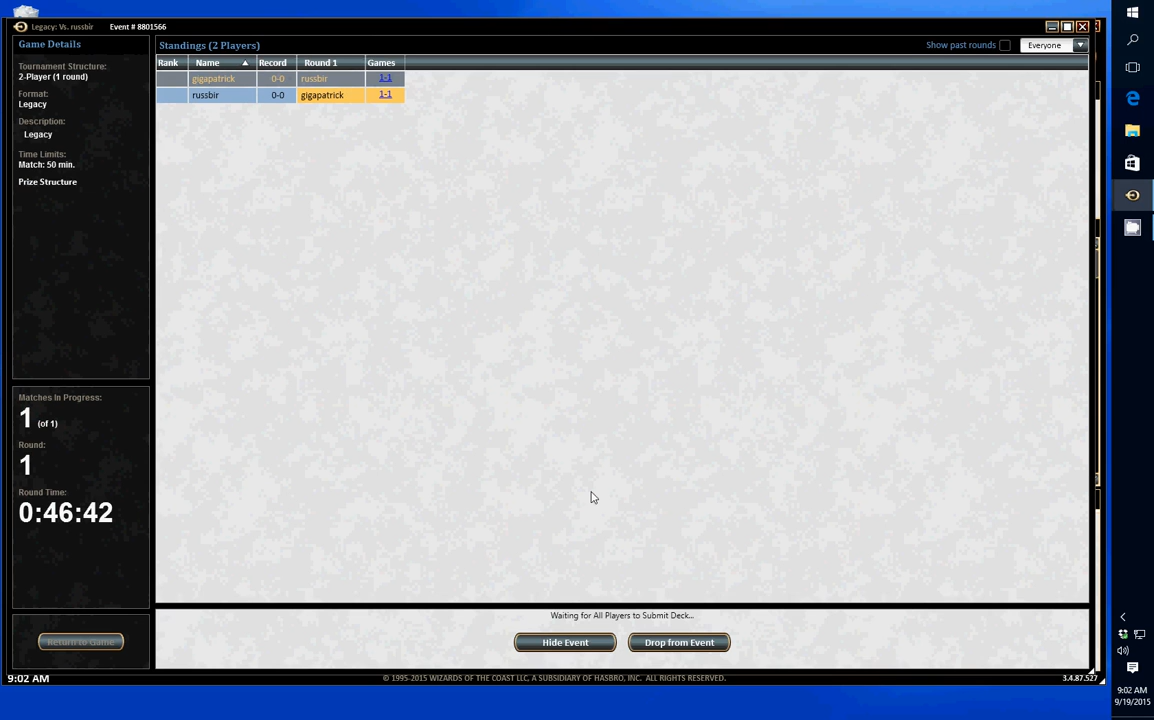 Legacy: Vs. russbir
Event # 8801566
Game Details
Tournament Structure:
2-Player (1 round)
Format:
Legacy
Description:
Legacy
Time Limits:
Match: 50 min.
Prize Structure
Standings (2 Players)
Show past rounds
Everyone
Rank Name Record Round 1 Games
gigapatrick 0-0 russbir 1-1
russbir 0-0 gigapatrick 1-1
Matches In Progress:
1 (of 1)
Round:
1
Round Time:
0:46:42
Waiting for All Players to Submit Deck...
Return to Game
Hide Event
Drop from Event
9:02 AM
© 1995-2015 WIZARDS OF THE COAST LLC, A SUBSIDIARY OF HASBRO, INC. ALL RIGHTS RESERVED.
3.4.87.527
9:02 AM
9/19/2015